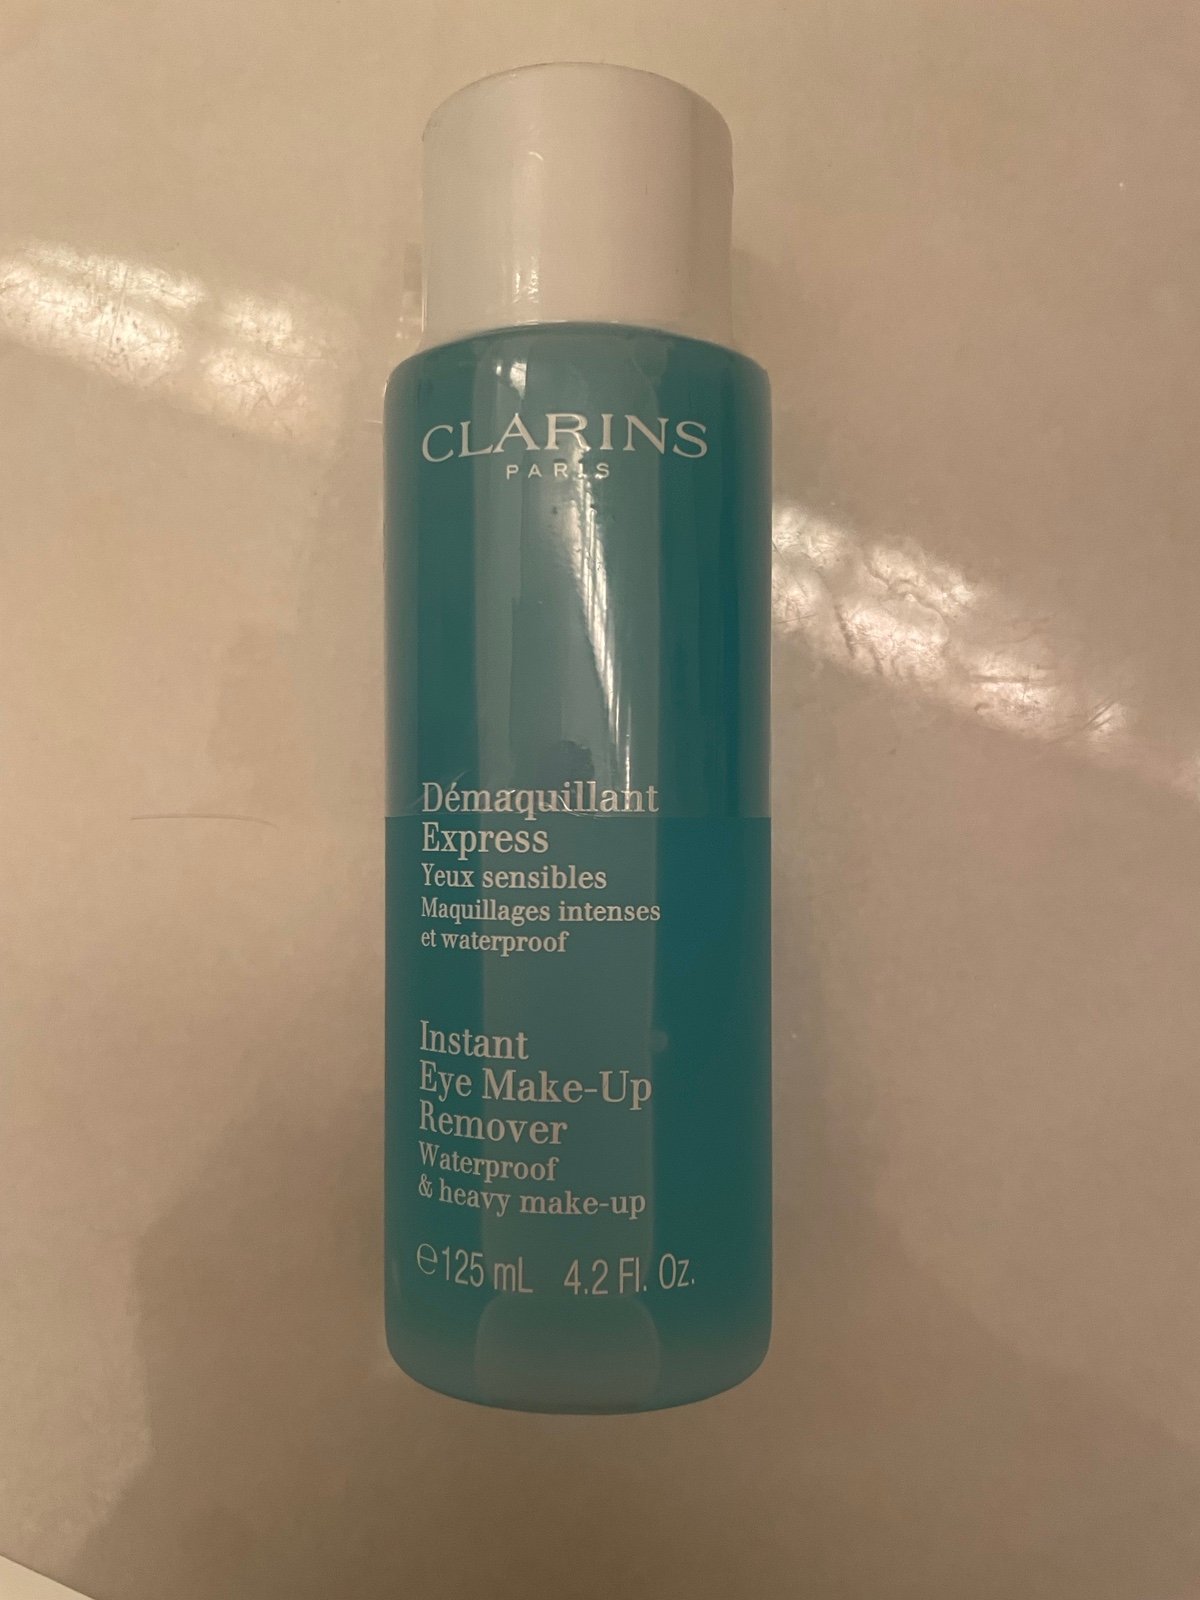 CLARINS
PARIS
Démaquillant
Express
Yeux sensibles
Maquillages intenses
et waterproof
Instant
Eye Make-Up
Remover
Waterproof
& heavy make-up
℮125 mL 4.2 Fl. Oz.